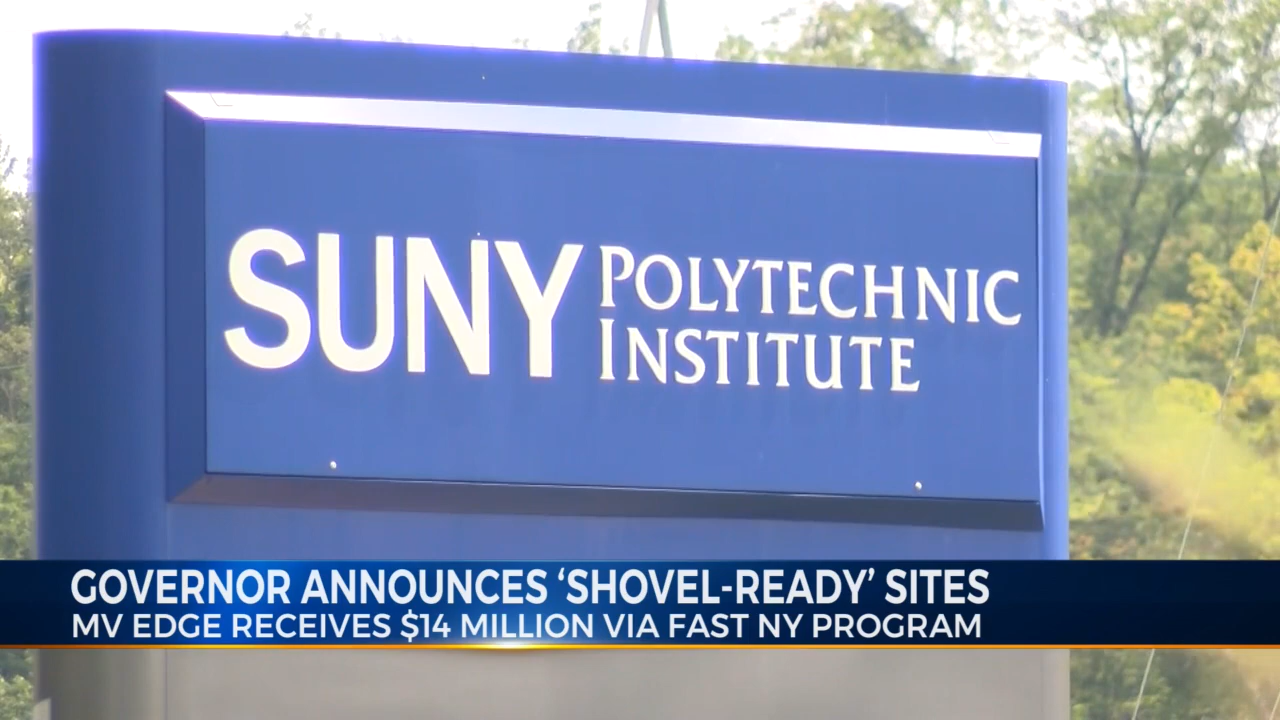 SUNY POLYTECHNIC
INSTITUTE
GOVERNOR ANNOUNCES ‘SHOVEL-READY’ SITES
MV EDGE RECEIVES $14 MILLION VIA FAST NY PROGRAM